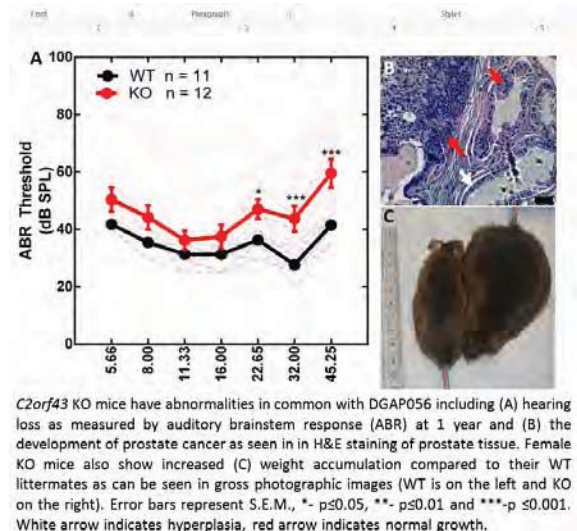 Font
Paragraph
Styles
A
100
80
60
40
20
0
ABR Threshold
(dB SPL)
WT n = 11
KO n = 12
*
***
***
5.66
8.00
11.33
16.00
22.65
32.00
45.25
B
C
C2orf43 KO mice have abnormalities in common with DGAP056 including (A) hearing
loss as measured by auditory brainstem response (ABR) at 1 year and (B) the
development of prostate cancer as seen in in H&E staining of prostate tissue. Female
KO mice also show increased (C) weight accumulation compared to their WT
littermates as can be seen in gross photographic images (WT is on the left and KO
on the right). Error bars represent S.E.M., *- p≤0.05, **- p≤0.01 and ***-p ≤0.001.
White arrow indicates hyperplasia, red arrow indicates normal growth.